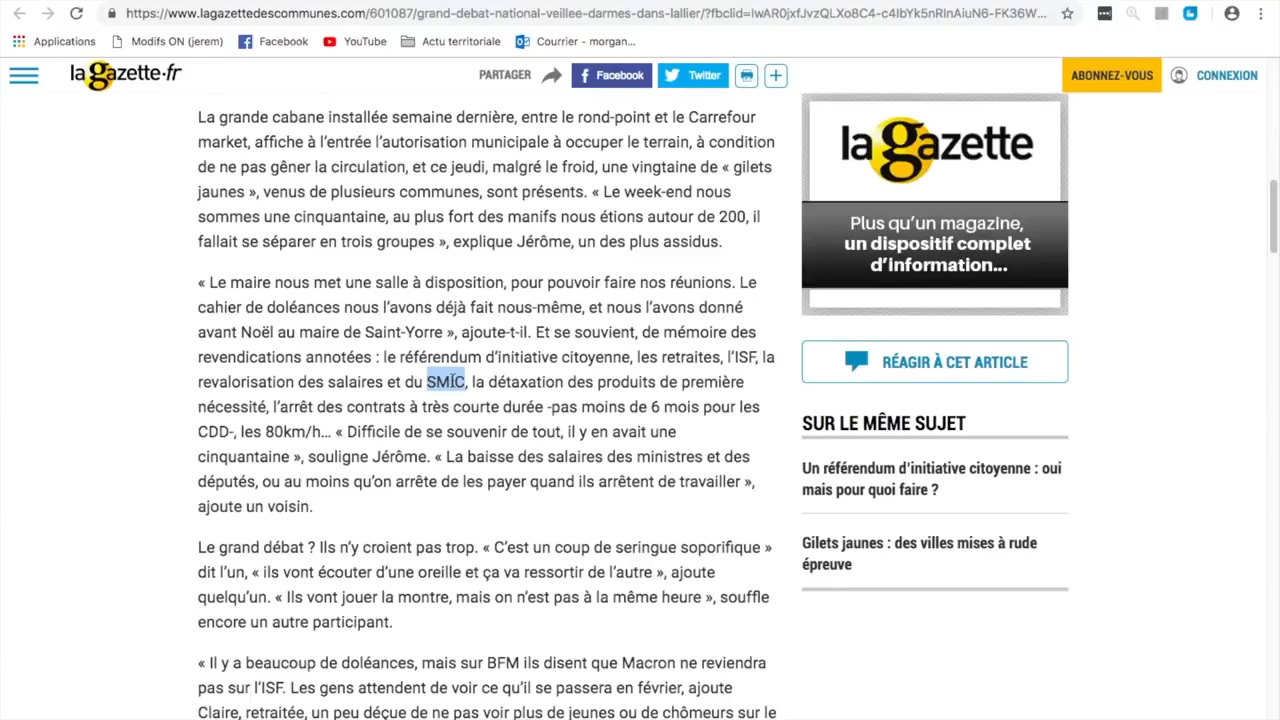 https://www.lagazettedescommunes.com/601087/grand-debat-national-veillee-darmes-dans-lallier/?fbclid=
Applications
Modifs ON (jerem)
Facebook
YouTube
Actu territoriale
Courrier - morgan...
la gazette.fr
PARTAGER
Facebook
Twitter
ABONNEZ-VOUS
CONNEXION
La grande cabane installée semaine dernière, entre le rond-point et le Carrefour
market, affiche à l'entrée l'autorisation municipale à occuper le terrain, à condition
de ne pas gêner la circulation, et ce jeudi, malgré le froid, une vingtaine de « gilets
jaunes », venus de plusieurs communes, sont présents. « Le week-end nous
sommes une cinquantaine, au plus fort des manifs nous étions autour de 200, il
fallait se séparer en trois groupes », explique Jérôme, un des plus assidus.
« Le maire nous met une salle à disposition, pour pouvoir faire nos réunions. Le
cahier de doléances nous l'avons déjà fait nous-même, et nous l'avons donné
avant Noël au maire de Saint-Yorre », ajoute-t-il. Et se souvient, de mémoire des
revendications annotées : le référendum d'initiative citoyenne, les retraites, l'ISF, la
revalorisation des salaires et du SMIC, la détaxation des produits de première
nécessité, l'arrêt des contrats à très courte durée -pas moins de 6 mois pour les
CDD-, les 80km/h… « Difficile de se souvenir de tout, il y en avait une
cinquantaine », souligne Jérôme. « La baisse des salaires des ministres et des
députés, ou au moins qu'on arrête de les payer quand ils arrêtent de travailler »,
ajoute un voisin.
Le grand débat ? Ils n'y croient pas trop. « C'est un coup de seringue soporifique »
dit l'un, « ils vont écouter d'une oreille et ça va ressortir de l'autre », ajoute
quelqu'un. « Ils vont jouer la montre, mais on n'est pas à la même heure », souffle
encore un autre participant.
« Il y a beaucoup de doléances, mais sur BFM ils disent que Macron ne reviendra
pas sur l'ISF. Les gens attendent de voir ce qu'il se passera en février, ajoute
Claire, retraitée, un peu déçue de ne pas voir plus de jeunes ou de chômeurs sur le
la gazette
Plus qu'un magazine,
un dispositif complet
d'information...
RÉAGIR À CET ARTICLE
SUR LE MÊME SUJET
Un référendum d'initiative citoyenne : oui
mais pour quoi faire ?
Gilets jaunes : des villes mises à rude
épreuve